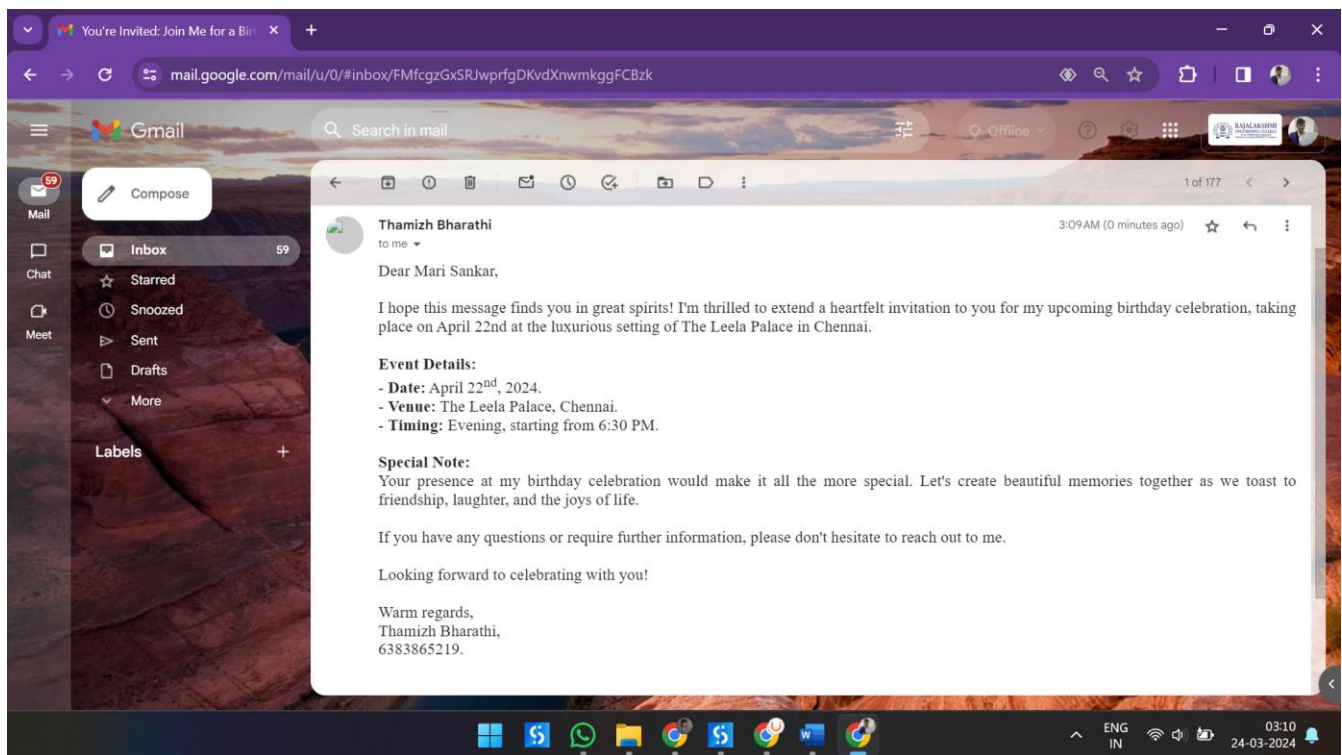 You're Invited: Join Me for a Bir
mail.google.com/mail/u/0/#inbox/FMfcgzGxSRJwprfgDKvdXnwmkggFCBzk
Gmail
Search in mail
Offline
RAJALAKSHMI
59
Mail
Compose
1 of 177
Chat
Meet
Inbox 59
Starred
Snoozed
Sent
Drafts
More
Labels
Thamizh Bharathi
3:09 AM (0 minutes ago)
to me
Dear Mari Sankar,
I hope this message finds you in great spirits! I'm thrilled to extend a heartfelt invitation to you for my upcoming birthday celebration, taking
place on April 22nd at the luxurious setting of The Leela Palace in Chennai.
Event Details:
- Date: April 22nd, 2024.
- Venue: The Leela Palace, Chennai.
- Timing: Evening, starting from 6:30 PM.
Special Note:
Your presence at my birthday celebration would make it all the more special. Let's create beautiful memories together as we toast to
friendship, laughter, and the joys of life.
If you have any questions or require further information, please don't hesitate to reach out to me.
Looking forward to celebrating with you!
Warm regards,
Thamizh Bharathi,
6383865219.
ENG
IN
03:10
24-03-2024